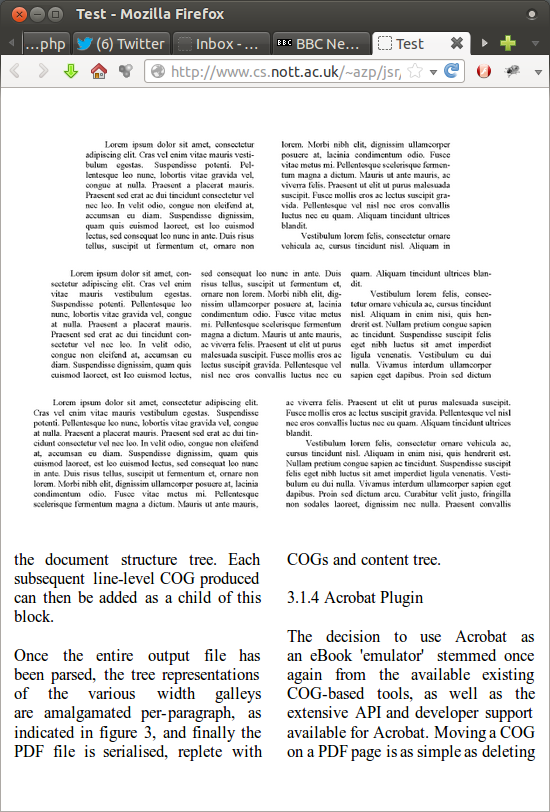 Test - Mozilla Firefox
...php
(6) Twitter
Inbox - ...
BBC Ne...
Test
http://www.cs.nott.ac.uk/~azp/jsr,
Lorem ipsum dolor sit amet, consectetur
adipiscing elit. Cras vel enim vitae mauris vesti-
bulum egestas. Suspendisse potenti. Pel-
lentesque leo nunc, lobortis vitae gravida vel,
congue at nulla. Praesent a placerat mauris.
Praesent sed erat ac dui tincidunt consectetur vel
nec leo. In velit odio, congue non eleifend at,
accumsan eu diam. Suspendisse dignissim,
quam quis euismod laoreet, est leo euismod
lectus, sed consequat leo nunc in ante. Duis risus
tellus, suscipit ut fermentum et, ornare non
lorem. Morbi nibh elit, dignissim ullamcorper
posuere at, lacinia condimentum odio. Fusce
vitae metus mi. Pellentesque scelerisque fermen-
tum magna a dictum. Mauris ut ante mauris, ac
viverra felis. Praesent ut elit ut purus malesuada
suscipit. Fusce mollis eros ac lectus suscipit gra-
vida. Pellentesque vel nisl nec eros convallis
luctus nec eu quam. Aliquam tincidunt ultrices
blandit.
Vestibulum lorem felis, consectetur ornare
vehicula ac, cursus tincidunt nisl. Aliquam in
Lorem ipsum dolor sit amet, con-
sectetur adipiscing elit. Cras vel enim
vitae mauris vestibulum egestas.
Suspendisse potenti. Pellentesque leo
nunc, lobortis vitae gravida vel, congue
at nulla. Praesent a placerat mauris.
Praesent sed erat ac dui tincidunt con-
sectetur vel nec leo. In velit odio,
congue non eleifend at, accumsan eu
diam. Suspendisse dignissim, quam quis
euismod laoreet, est leo euismod lectus,
sed consequat leo nunc in ante. Duis
risus tellus, suscipit ut fermentum et,
ornare non lorem. Morbi nibh elit, dig-
nissim ullamcorper posuere at, lacinia
condimentum odio. Fusce vitae metus
mi. Pellentesque scelerisque fermentum
magna a dictum. Mauris ut ante mauris,
ac viverra felis. Praesent ut elit ut purus
malesuada suscipit. Fusce mollis eros ac
lectus suscipit gravida. Pellentesque vel
nisl nec eros convallis luctus nec eu
quam. Aliquam tincidunt ultrices blan-
dit.
Vestibulum lorem felis, consec-
tetur ornare vehicula ac, cursus tincidunt
nisl. Aliquam in enim nisi, quis hen-
drerit est. Nullam pretium congue sapien
ac tincidunt. Suspendisse suscipit felis
eget nibh luctus sit amet imperdiet
ligula venenatis. Vestibulum eu dui
nulla. Vivamus interdum ullamcorper
sapien eget dapibus. Proin sed dictum
Lorem ipsum dolor sit amet, consectetur
adipiscing elit. Cras vel enim vitae mauris vestibulum egestas. Suspendisse
potenti. Pellentesque leo nunc, lobortis vitae gravida vel, congue
at nulla. Praesent a placerat mauris. Praesent sed erat ac dui tin-
cidunt consectetur vel nec leo. In velit odio, congue non eleifend
at, accumsan eu diam. Suspendisse dignissim, quam quis
euismod laoreet, est leo euismod lectus, sed consequat leo nunc
in ante. Duis risus tellus, suscipit ut fermentum et, ornare non
lorem. Morbi nibh elit, dignissim ullamcorper posuere at, lacinia
condimentum odio. Fusce vitae metus mi. Pellentesque
scelerisque fermentum magna a dictum. Mauris ut ante mauris,
ac viverra felis. Praesent ut elit ut purus malesuada suscipit.
Fusce mollis eros ac lectus suscipit gravida. Pellentesque vel nisl
nec eros convallis luctus nec eu quam. Aliquam tincidunt ultrices
blandit.
Vestibulum lorem felis, consectetur ornare vehicula ac,
cursus tincidunt nisl. Aliquam in enim nisi, quis hendrerit est.
Nullam pretium congue sapien ac tincidunt. Suspendisse suscipit
felis eget nibh luctus sit amet imperdiet ligula venenatis. Vesti-
bulum eu dui nulla. Vivamus interdum ullamcorper sapien eget
dapibus. Proin sed dictum arcu. Curabitur velit justo, fringilla
non sodales laoreet, dignissim nec nulla. Praesent convallis
the document structure tree. Each
subsequent line-level COG produced
can then be added as a child of this
block.
Once the entire output file has
been parsed, the tree representations
of the various width galleys
are amalgamated per-paragraph, as
indicated in figure 3, and finally the
PDF file is serialised, replete with
COGs and content tree.
3.1.4 Acrobat Plugin
The decision to use Acrobat as
an eBook 'emulator' stemmed once
again from the available existing
COG-based tools, as well as the
extensive API and developer support
available for Acrobat. Moving a COG
on a PDF page is as simple as deleting